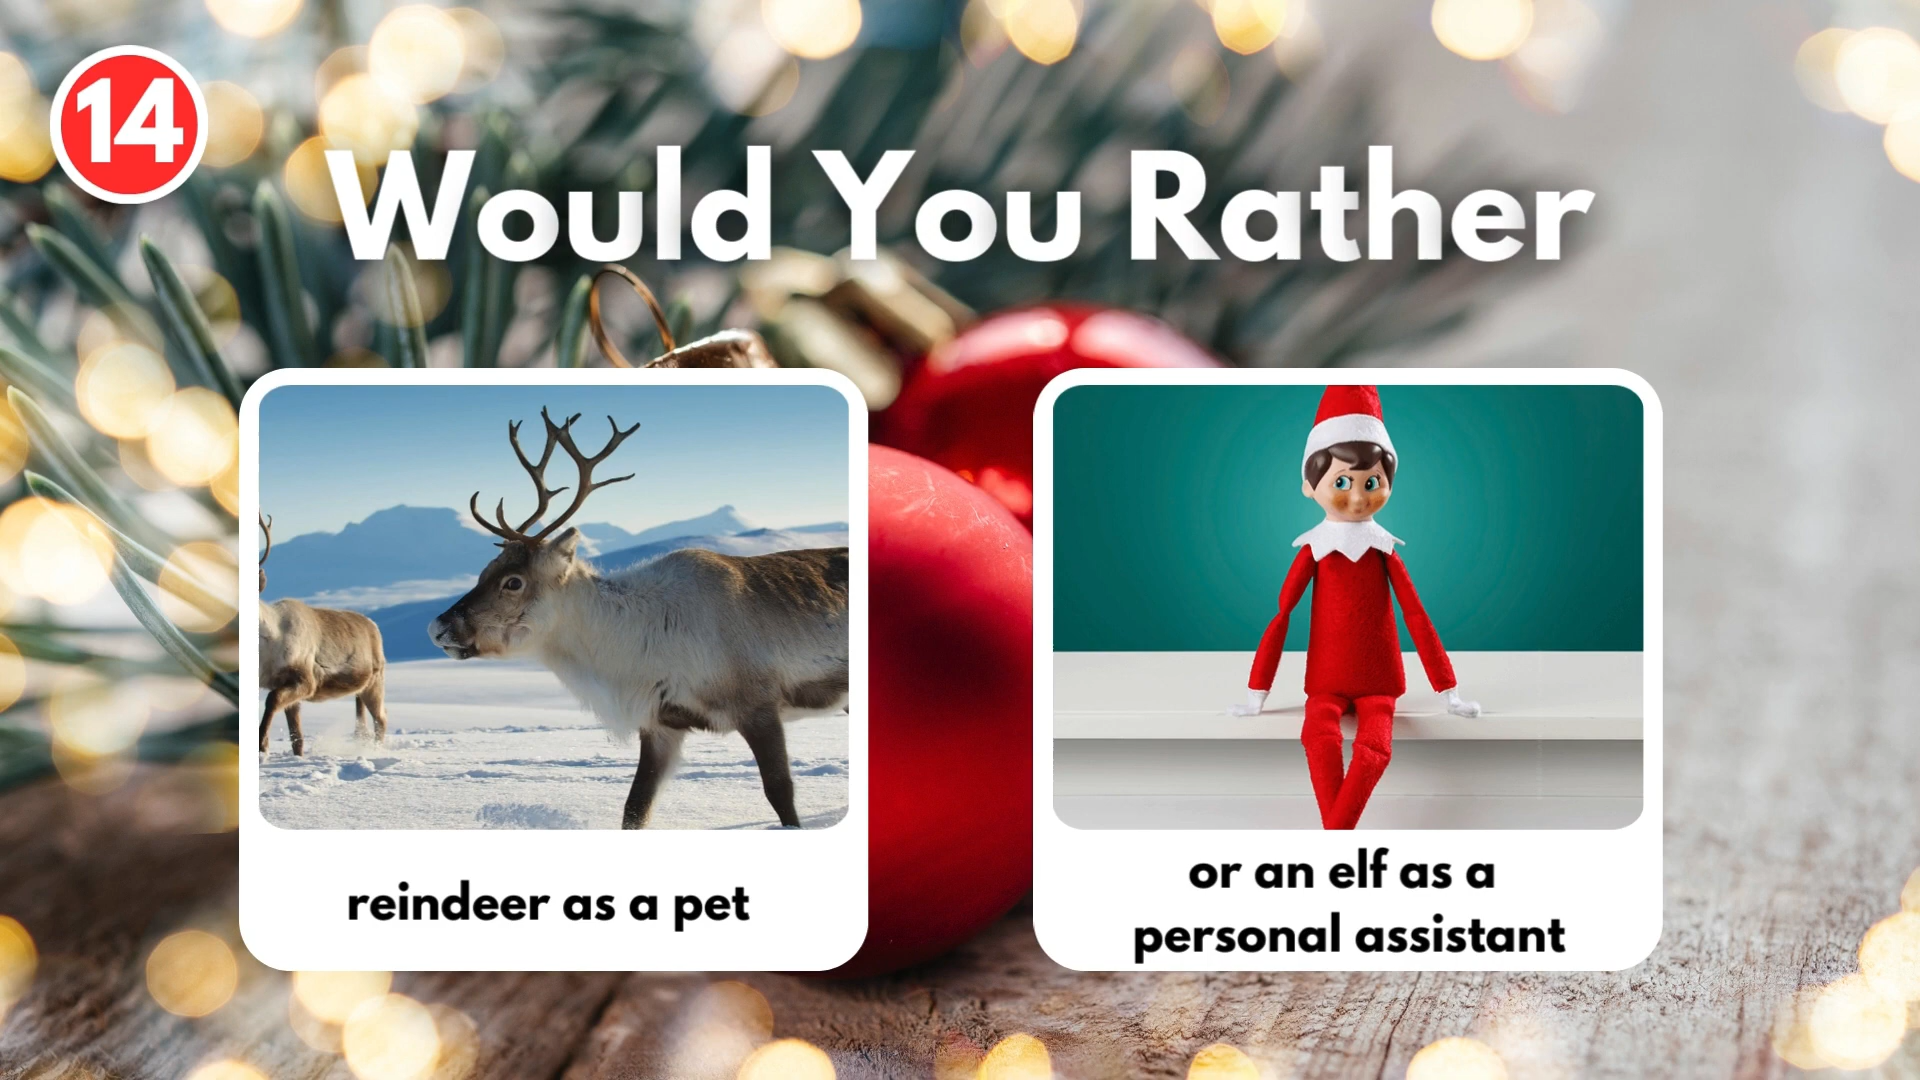 14
Would You Rather
reindeer as a pet
or an elf as a
personal assistant